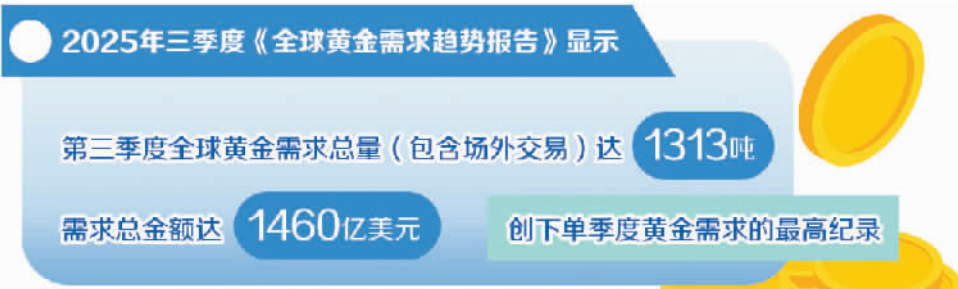 2025年三季度《全球黄金需求趋势报告》显示
第三季度全球黄金需求总量（包含场外交易）达 1313吨
需求总金额达 1460亿美元 创下单季度黄金需求的最高纪录